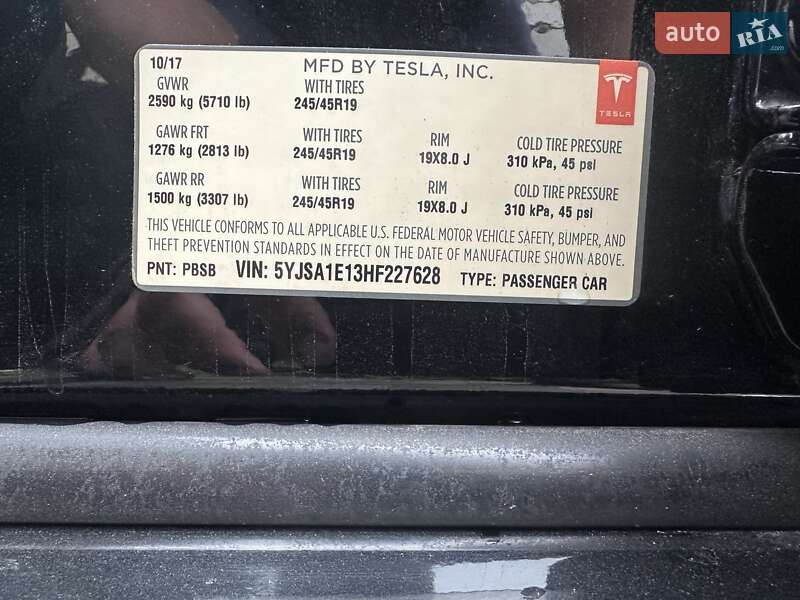 auto RIA.com
10/17 MFD BY TESLA, INC.
TESLA
GVWR WITH TIRES
2590 kg (5710 lb) 245/45R19
GAWR FRT WITH TIRES RIM COLD TIRE PRESSURE
1276 kg (2813 lb) 245/45R19 19X8.0 J 310 kPa, 45 psi
GAWR RR WITH TIRES RIM COLD TIRE PRESSURE
1500 kg (3307 lb) 245/45R19 19X8.0 J 310 kPa, 45 psi
THIS VEHICLE CONFORMS TO ALL APPLICABLE U.S. FEDERAL MOTOR VEHICLE SAFETY, BUMPER, AND
THEFT PREVENTION STANDARDS IN EFFECT ON THE DATE OF MANUFACTURE SHOWN ABOVE.
PNT: PBSB VIN: 5YJSA1E13HF227628 TYPE: PASSENGER CAR